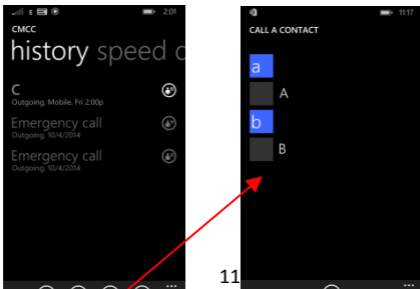 2:01
CMCC
history speed d
C
Outgoing, Mobile, Fri 2:00p
Emergency call
Outgoing, 10/4/2014
Emergency call
Outgoing, 10/4/2014
11:17
CALL A CONTACT
a
A
b
B
11